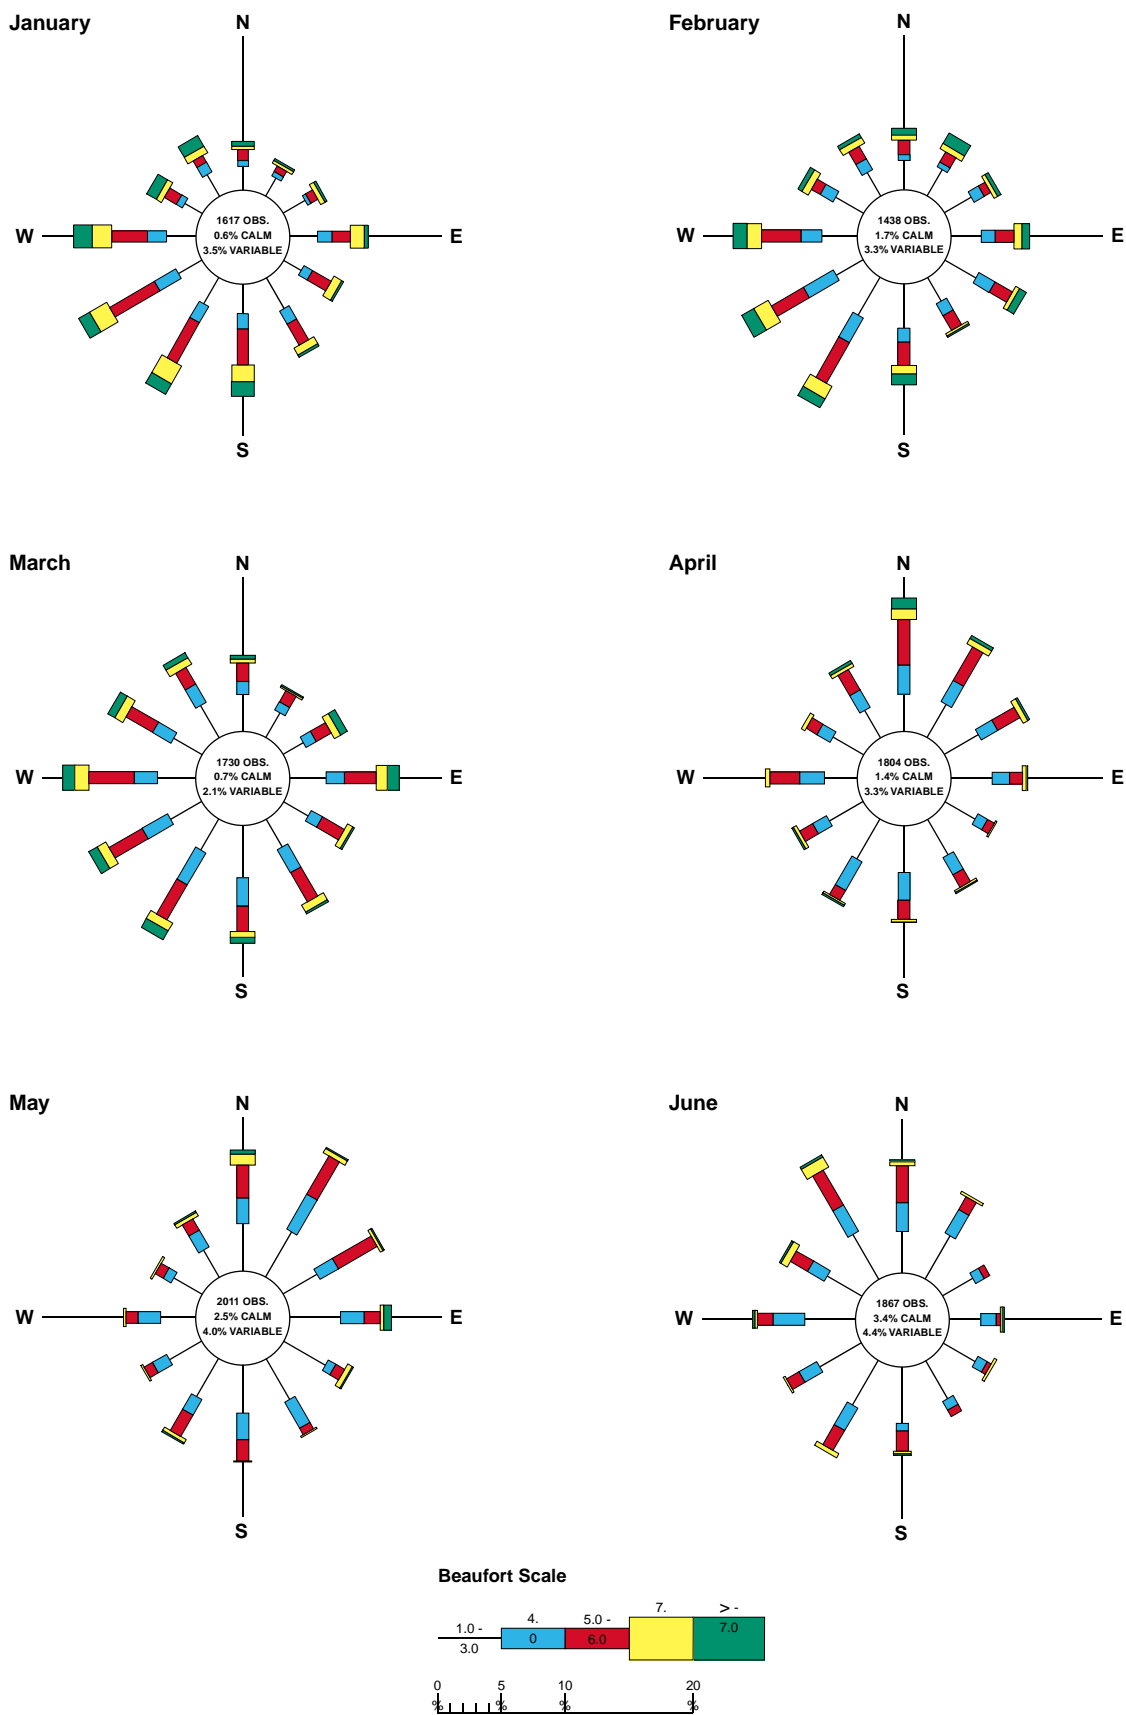 January
N
W
1617 OBS.
0.6% CALM
3.5% VARIABLE
E
S
February
N
W
1438 OBS.
1.7% CALM
3.3% VARIABLE
E
S
March
N
W
1730 OBS.
0.7% CALM
2.1% VARIABLE
E
S
April
N
W
1804 OBS.
1.4% CALM
3.3% VARIABLE
E
S
May
N
W
2011 OBS.
2.5% CALM
4.0% VARIABLE
E
S
June
N
W
1867 OBS.
3.4% CALM
4.4% VARIABLE
E
S
Beaufort Scale
1.0 -
3.0
4.
0
5.0 -
6.0
7.
> -
7.0
0 5 10 20
% % % %